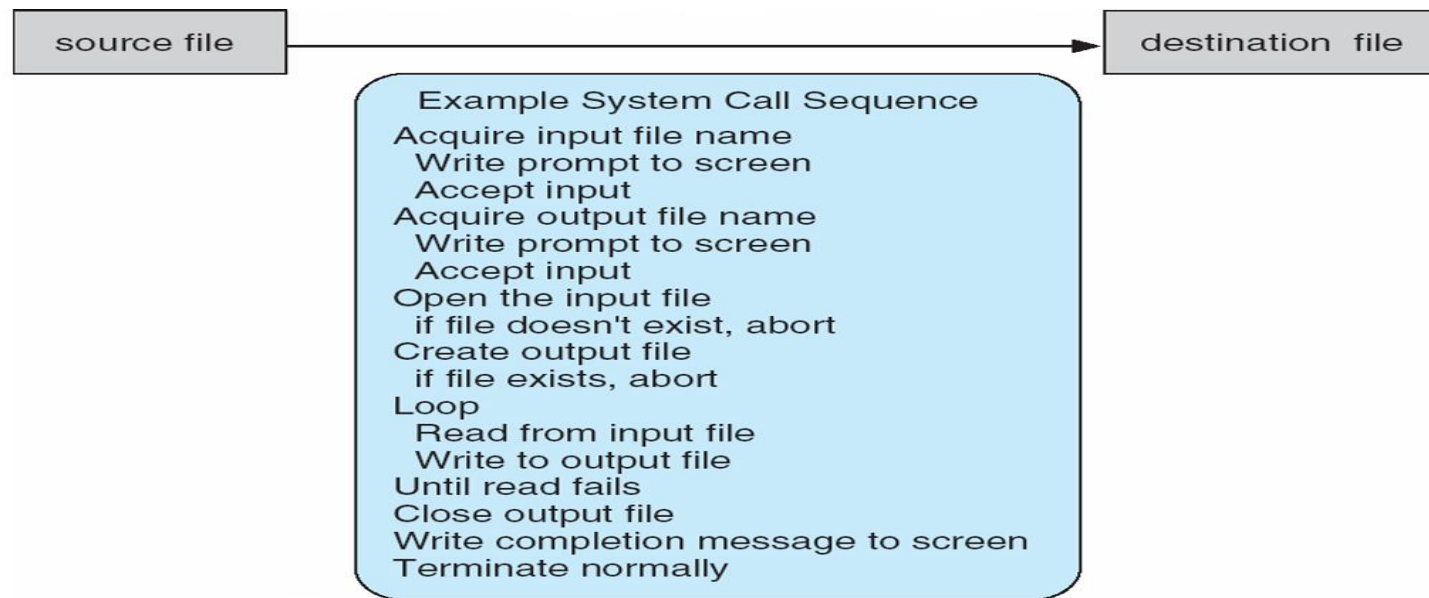 source file
destination file
Example System Call Sequence
Acquire input file name
Write prompt to screen
Accept input
Acquire output file name
Write prompt to screen
Accept input
Open the input file
if file doesn't exist, abort
Create output file
if file exists, abort
Loop
Read from input file
Write to output file
Until read fails
Close output file
Write completion message to screen
Terminate normally